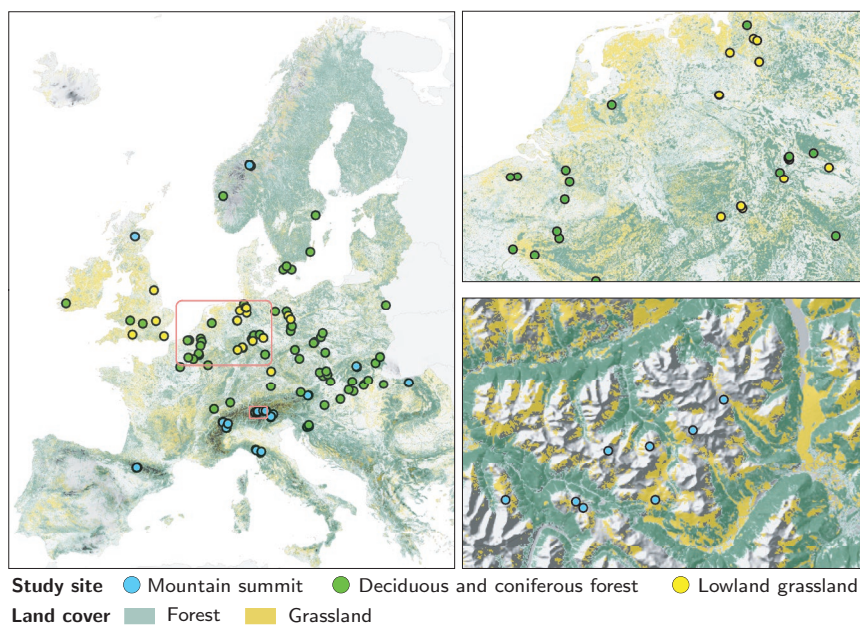 Study site Mountain summit Deciduous and coniferous forest Lowland grassland
Land cover Forest Grassland